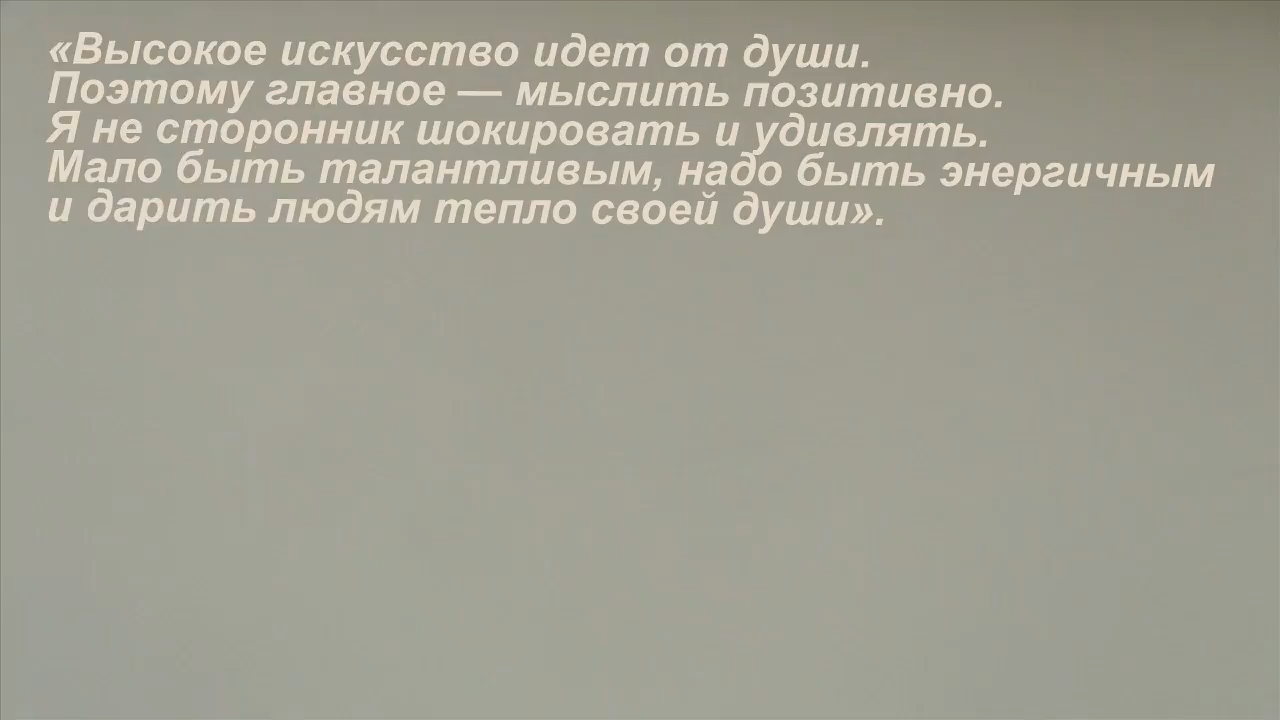 «Высокое искусство идет от души.
Поэтому главное — мыслить позитивно.
Я не сторонник шокировать и удивлять.
Мало быть талантливым, надо быть энергичным
и дарить людям тепло своей души».